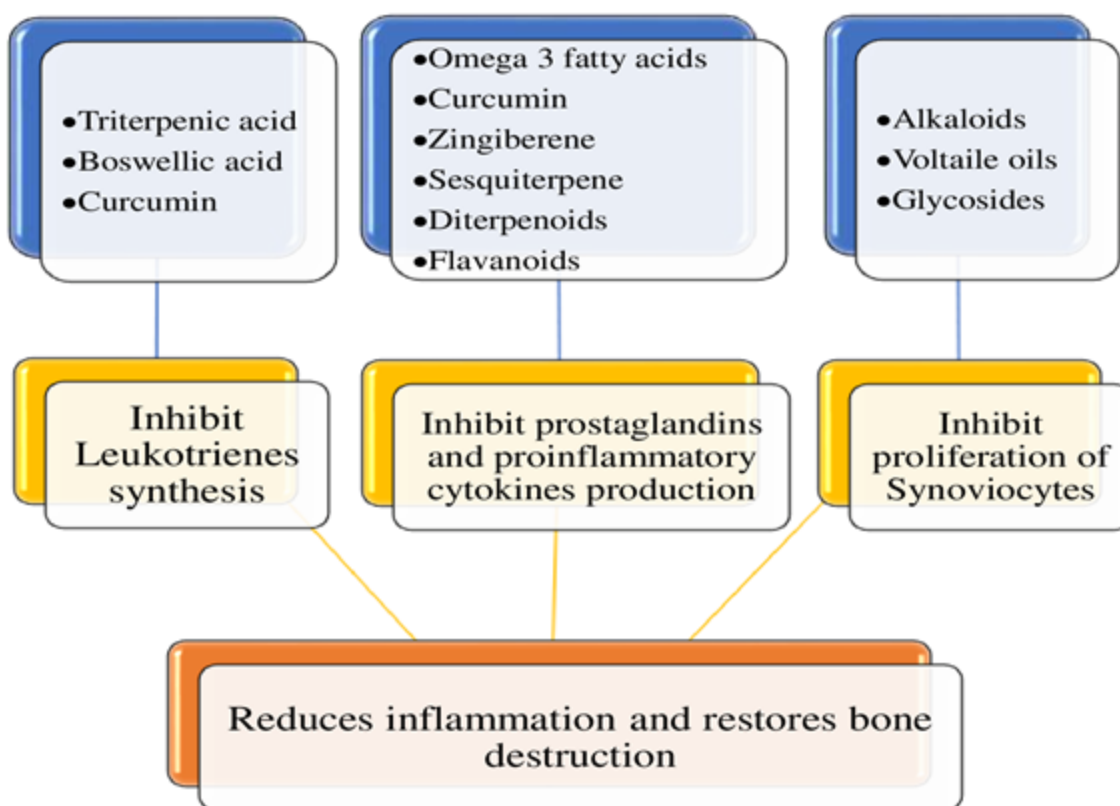 •Triterpenic acid
•Boswellic acid
•Curcumin
•Omega 3 fatty acids
•Curcumin
•Zingiberene
•Sesquiterpene
•Diterpenoids
•Flavanoids
•Alkaloids
•Voltaile oils
•Glycosides
Inhibit
Leukotrienes
synthesis
Inhibit prostaglandins
and proinflammatory
cytokines production
Inhibit
proliferation of
Synoviocytes
Reduces inflammation and restores bone
destruction